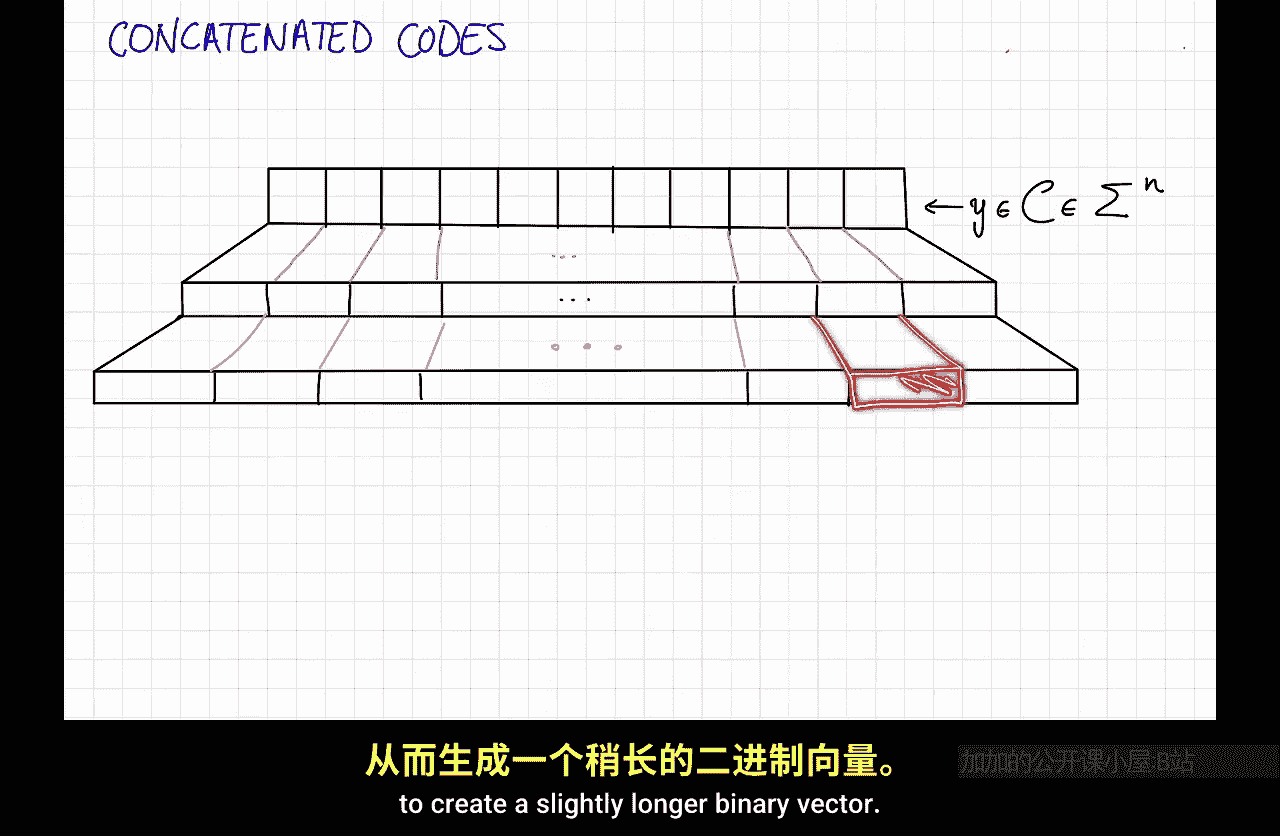 CONCATENATED CODES
← y ∈ C ∈ Σ^n
...
...
...
从而生成一个稍长的二进制向量。
加加的公开课小屋 B站
to create a slightly longer binary vector.